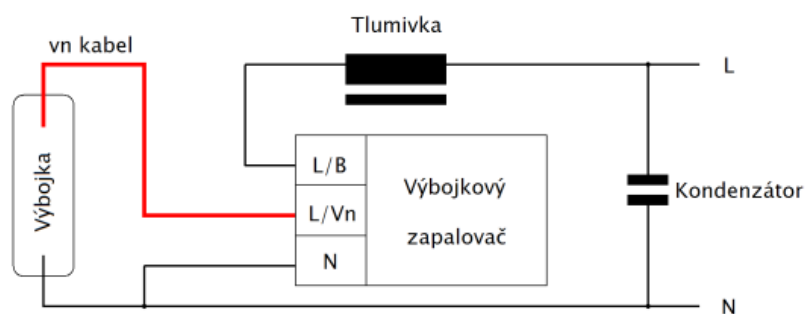 Tlumivka
vn kabel
L
Výbojka
L/B
L/Vn
N
Výbojkový
zapalovač
Kondenzátor
N